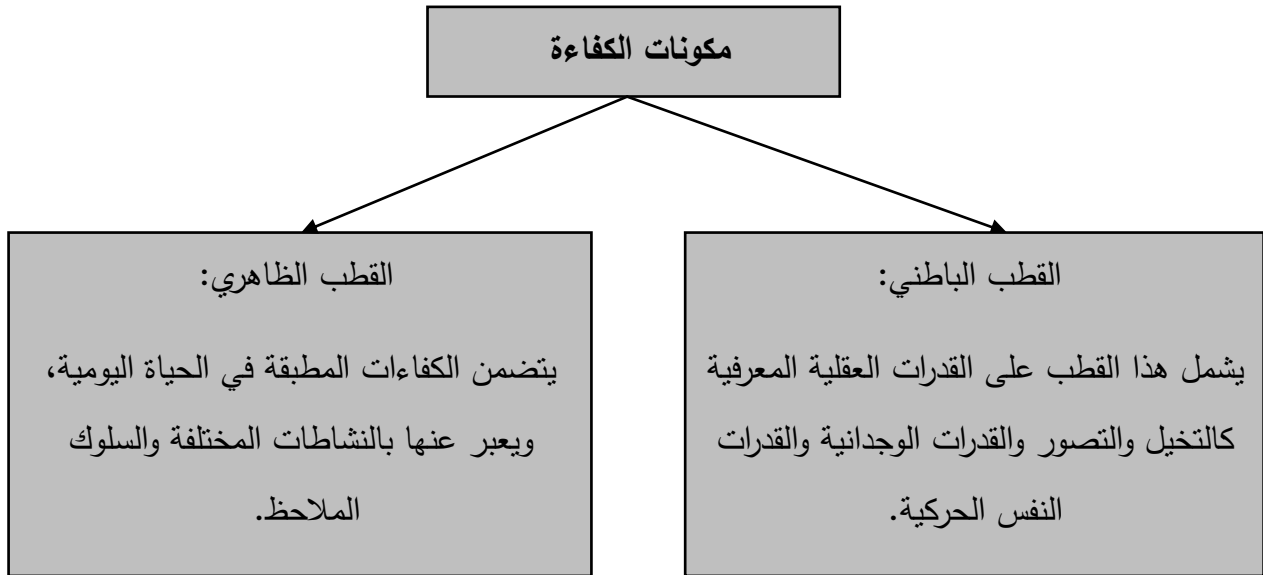 مكونات الكفاءة
القطب الباطني:
يشمل هذا القطب على القدرات العقلية المعرفية
كالتخيل والتصور والقدرات الوجدانية والقدرات
النفس الحركية.
القطب الظاهري:
يتضمن الكفاءات المطبقة في الحياة اليومية،
ويعبر عنها بالنشاطات المختلفة والسلوك
الملاحظ.